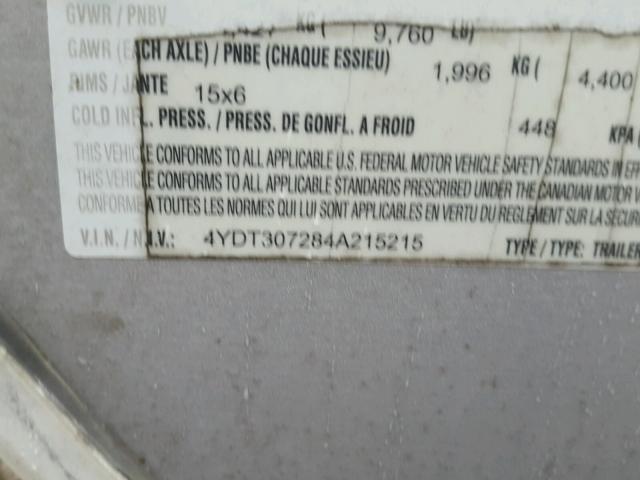 GVWR / PNBV KG ( 9,760 LB)
GAWR (EACH AXLE) / PNBE (CHAQUE ESSIEU) 1,996 KG ( 4,400
RIMS / JANTE 15x6
COLD INFL. PRESS. / PRESS. DE GONFL. A FROID 448 KPA (
THIS VEHICLE CONFORMS TO ALL APPLICABLE U.S. FEDERAL MOTOR VEHICLE SAFETY STANDARDS IN EFF
THIS VEHICLE CONFORMS TO ALL APPLICABLE STANDARDS PRESCRIBED UNDER THE CANADIAN MOTOR
CONFORME A TOUTES LES NORMES QUI LUI SONT APPLICABLES EN VERTU DU REGLEMENT SUR LA SÉCUR
V.I.N. / N.I.V.: 4YDT307284A215215 TYPE / TYPE: TRAILER